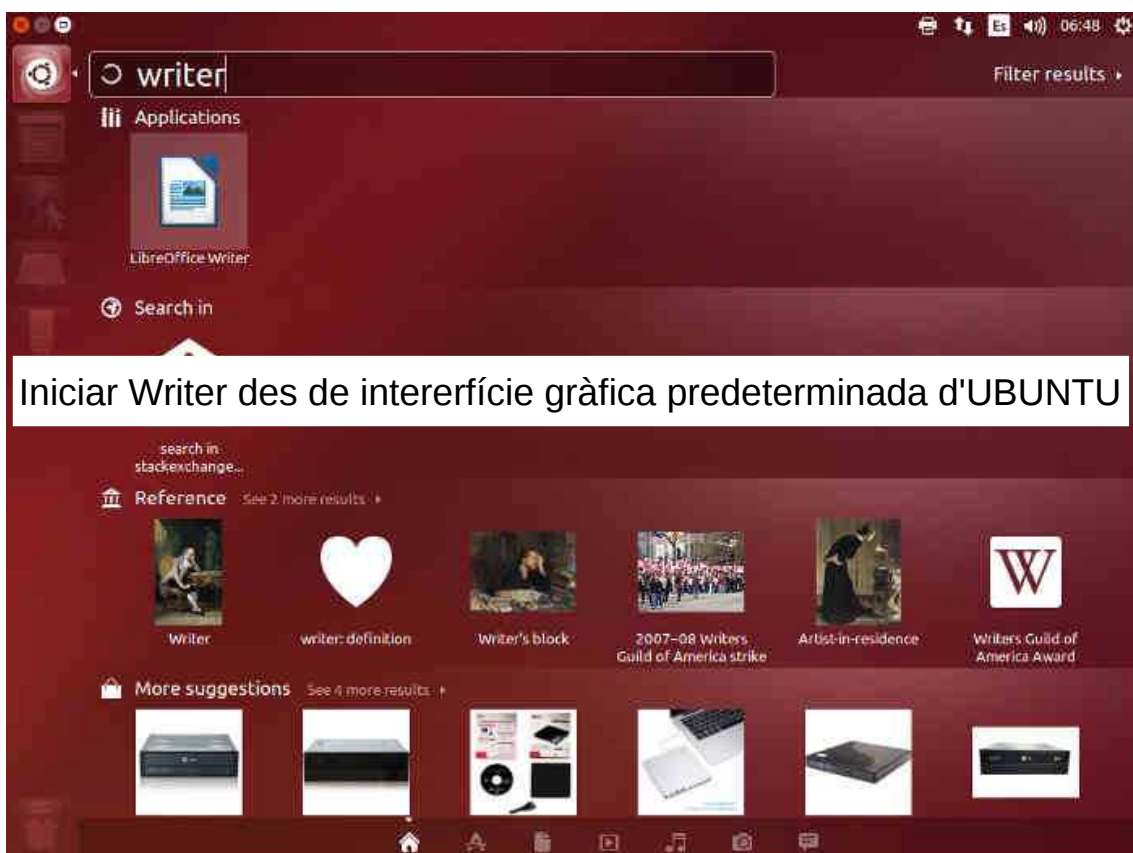 Es 06:48
writer
Filter results
Applications
LibreOffice Writer
Search in
Iniciar Writer des de intererfície gràfica predeterminada d'UBUNTU
search in
stackexchange...
Reference See 2 more results
Writer
writer: definition
Writer's block
2007–08 Writers
Guild of America strike
Artist-in-residence
W
Writers Guild of
America Award
More suggestions See 4 more results